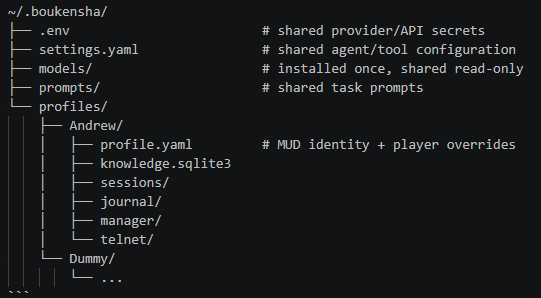 ~/.boukensha/
├── .env # shared provider/API secrets
├── settings.yaml # shared agent/tool configuration
├── models/ # installed once, shared read-only
├── prompts/ # shared task prompts
└── profiles/
├── Andrew/
│ ├── profile.yaml # MUD identity + player overrides
│ ├── knowledge.sqlite3
│ ├── sessions/
│ ├── journal/
│ ├── manager/
│ └── telnet/
└── Dummy/
└── ...
```